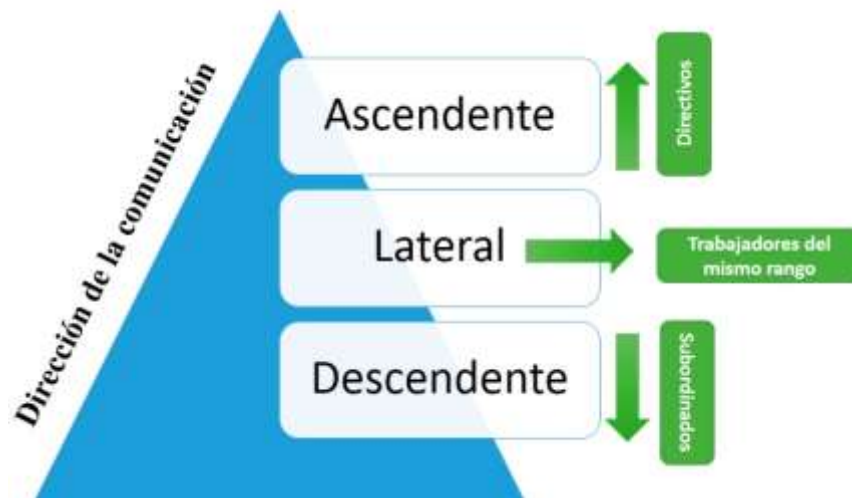 Dirección de la comunicación
Ascendente
Directivos
Lateral
Trabajadores del
mismo rango
Descendente
Subordinados